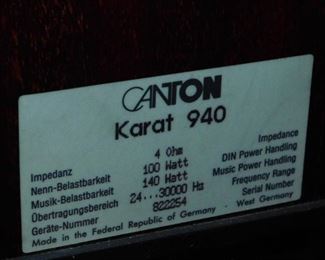 CANTON
Karat 940
Impedanz 4 Ohm Impedance
Nenn-Belastbarkeit 100 Watt DIN Power Handling
Musik-Belastbarkeit 140 Watt Music Power Handling
Übertragungsbereich 24...30000 Hz Frequency Range
Geräte-Nummer 822254 Serial Number
Made in the Federal Republic of Germany - West Germany